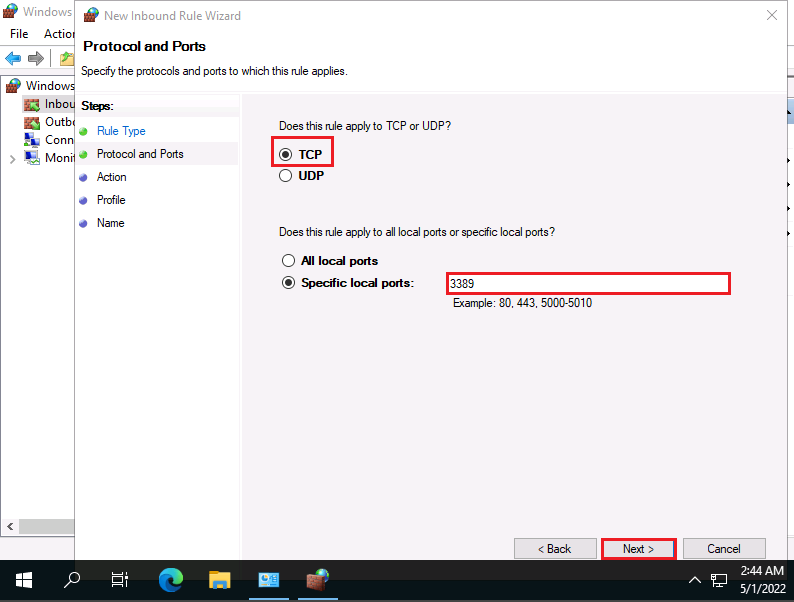 Windows
New Inbound Rule Wizard
File Action
Protocol and Ports
Specify the protocols and ports to which this rule applies.
Windows
Steps:
Inbou
Outbo
Conn
Monit
Rule Type
Protocol and Ports
Action
Profile
Name
Does this rule apply to TCP or UDP?
TCP
UDP
Does this rule apply to all local ports or specific local ports?
All local ports
Specific local ports:
3389
Example: 80, 443, 5000-5010
< Back
Next >
Cancel
2:44 AM
5/1/2022